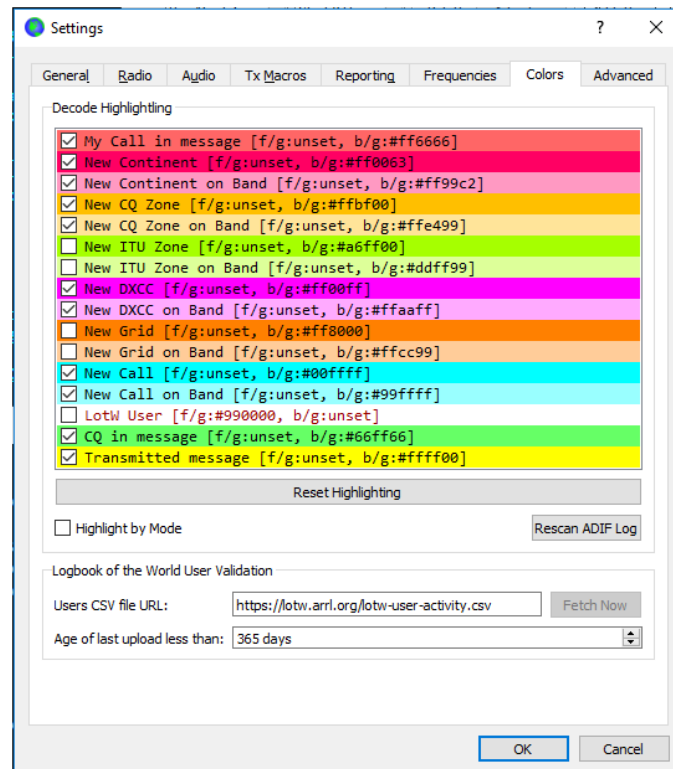 Settings
General Radio Audio Tx Macros Reporting Frequencies Colors Advanced
Decode Highlightling
My Call in message [f/g:unset, b/g:#ff6666]
New Continent [f/g:unset, b/g:#ff0063]
New Continent on Band [f/g:unset, b/g:#ff99c2]
New CQ Zone [f/g:unset, b/g:#ffbf00]
New CQ Zone on Band [f/g:unset, b/g:#ffe499]
New ITU Zone [f/g:unset, b/g:#a6ff00]
New ITU Zone on Band [f/g:unset, b/g:#ddff99]
New DXCC [f/g:unset, b/g:#ff00ff]
New DXCC on Band [f/g:unset, b/g:#ffaaff]
New Grid [f/g:unset, b/g:#ff8000]
New Grid on Band [f/g:unset, b/g:#ffcc99]
New Call [f/g:unset, b/g:#00ffff]
New Call on Band [f/g:unset, b/g:#99ffff]
LotW User [f/g:#990000, b/g:unset]
CQ in message [f/g:unset, b/g:#66ff66]
Transmitted message [f/g:unset, b/g:#ffff00]
Reset Highlighting
Highlight by Mode Rescan ADIF Log
Logbook of the World User Validation
Users CSV file URL: https://lotw.arrl.org/lotw-user-activity.csv Fetch Now
Age of last upload less than: 365 days
OK Cancel